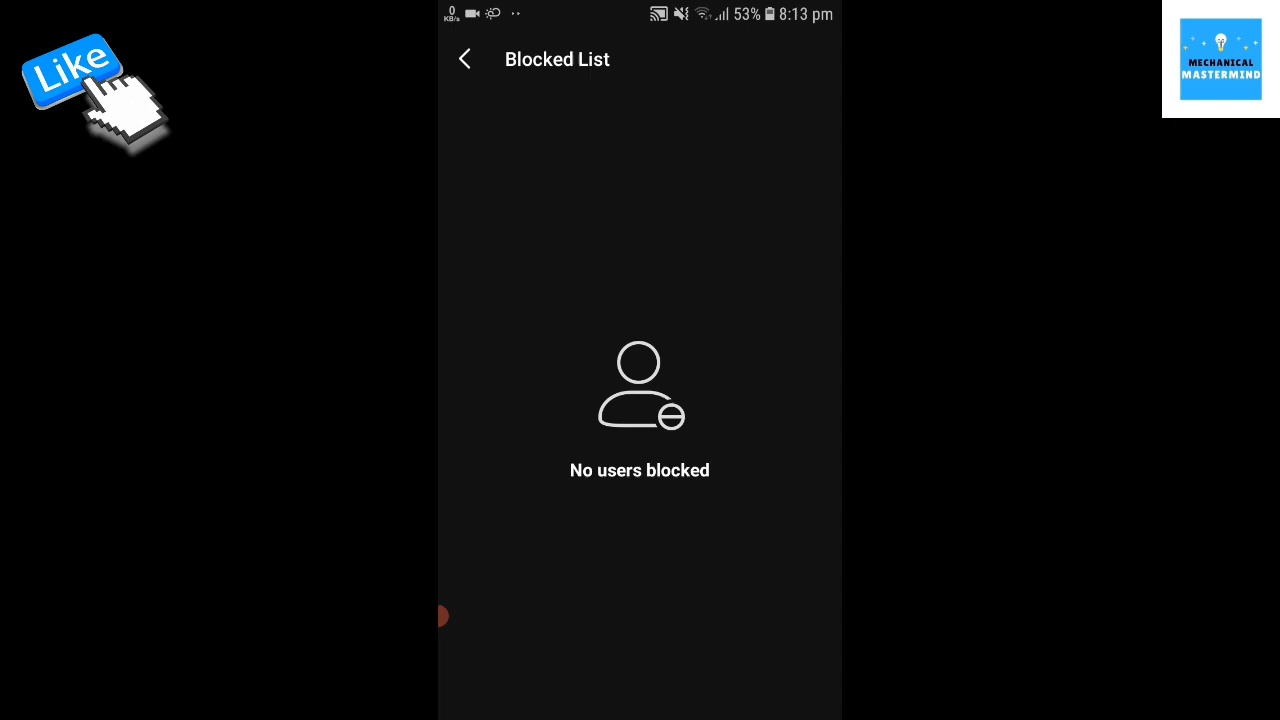 Like
0
KB/s
53% 8:13 pm
Blocked List
MECHANICAL
MASTERMIND
No users blocked